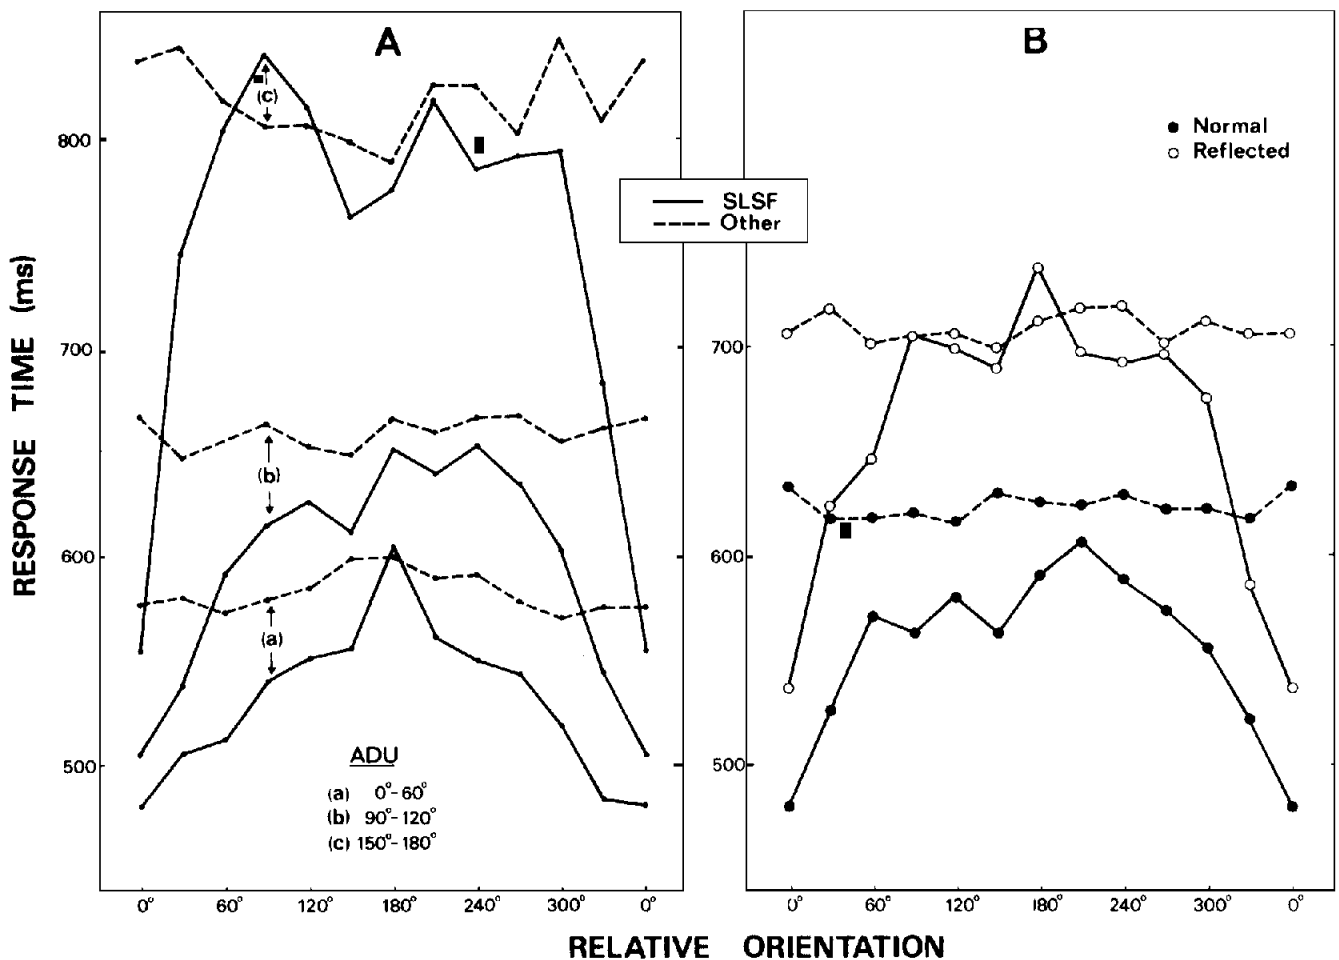 A
B
(c)
800
Normal
Reflected
SLSF
Other
700
700
(b)
600
600
(a)
500
500
ADU
(a) 0°-60°
(b) 90°-120°
(c) 150°-180°
0° 60° 120° 180° 240° 300° 0°
0° 60° 120° 180° 240° 300° 0°
RESPONSE TIME (ms)
RELATIVE ORIENTATION